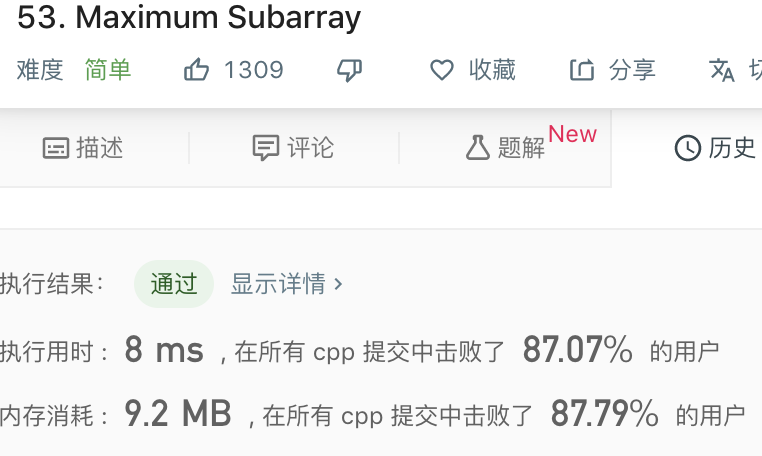 53. Maximum Subarray
难度 简单 1309 收藏 分享
描述 评论 题解 New 历史
执行结果： 通过 显示详情 ›
执行用时 : 8 ms , 在所有 cpp 提交中击败了 87.07% 的用户
内存消耗 : 9.2 MB , 在所有 cpp 提交中击败了 87.79% 的用户